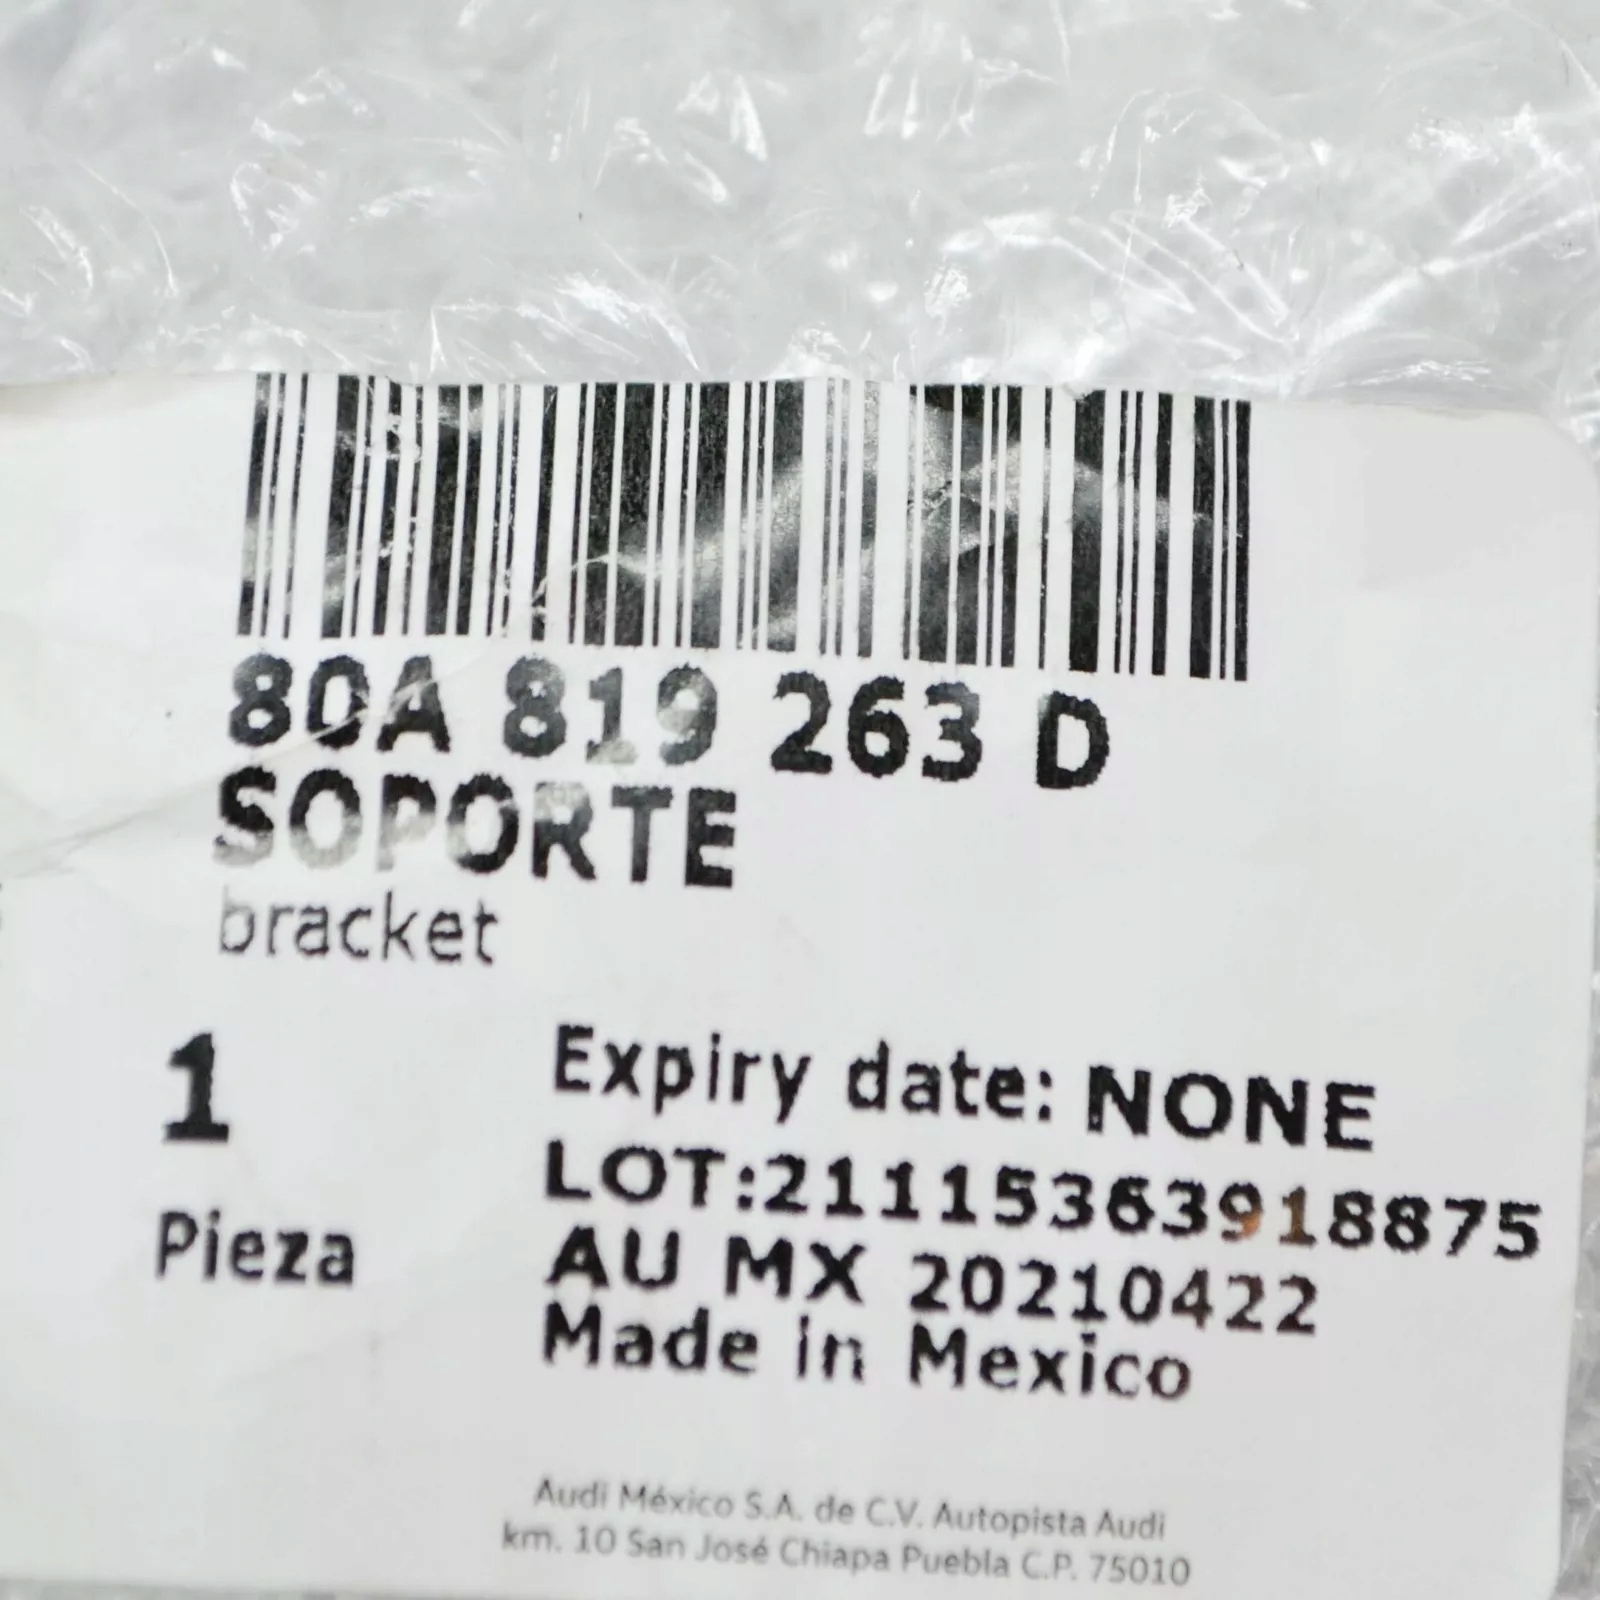 80A 819 263 D
SOPORTE
bracket
1
Pieza
Expiry date: NONE
LOT:21115363918875
AU MX 20210422
Made in Mexico
Audi México S.A. de C.V. Autopista Audi
km. 10 San José Chiapa Puebla C.P. 75010